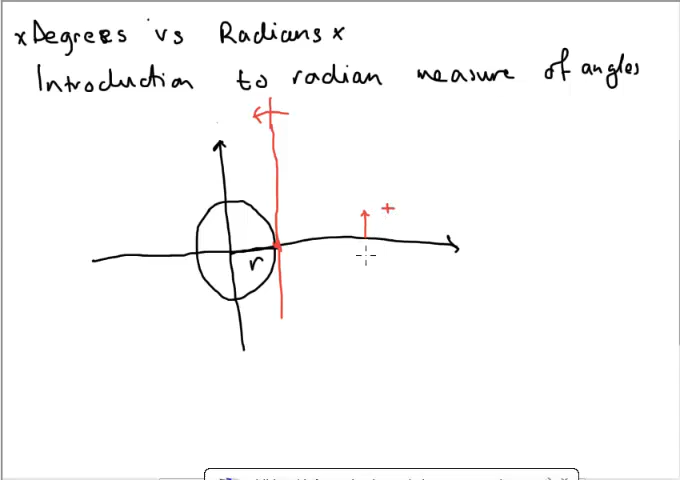 x Degrees vs Radians x
Introduction to radian measure of angles
+
r